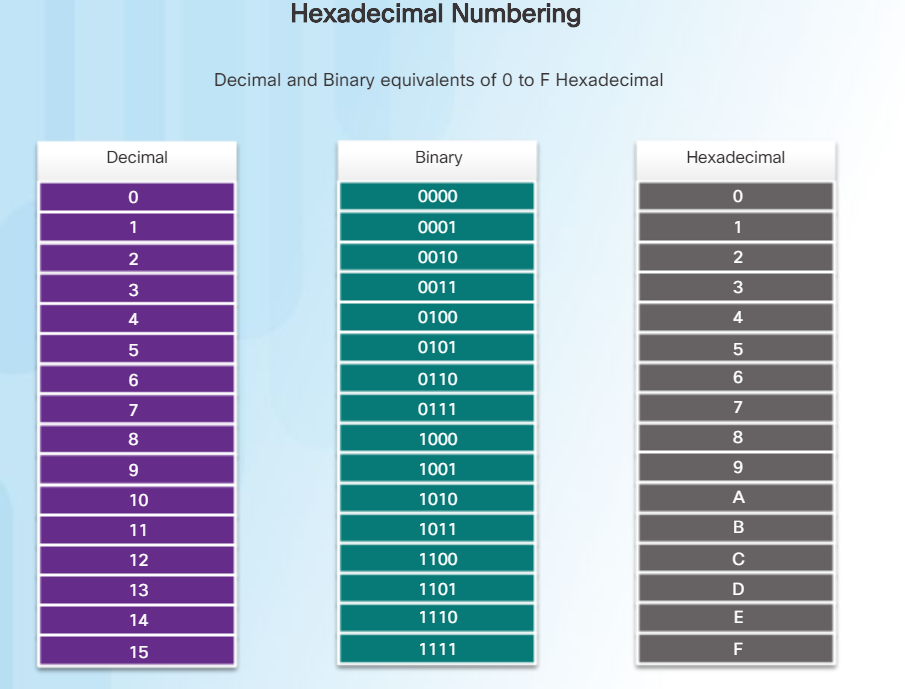 Hexadecimal Numbering
Decimal and Binary equivalents of 0 to F Hexadecimal
Decimal Binary Hexadecimal
0 0000 0
1 0001 1
2 0010 2
3 0011 3
4 0100 4
5 0101 5
6 0110 6
7 0111 7
8 1000 8
9 1001 9
10 1010 A
11 1011 B
12 1100 C
13 1101 D
14 1110 E
15 1111 F